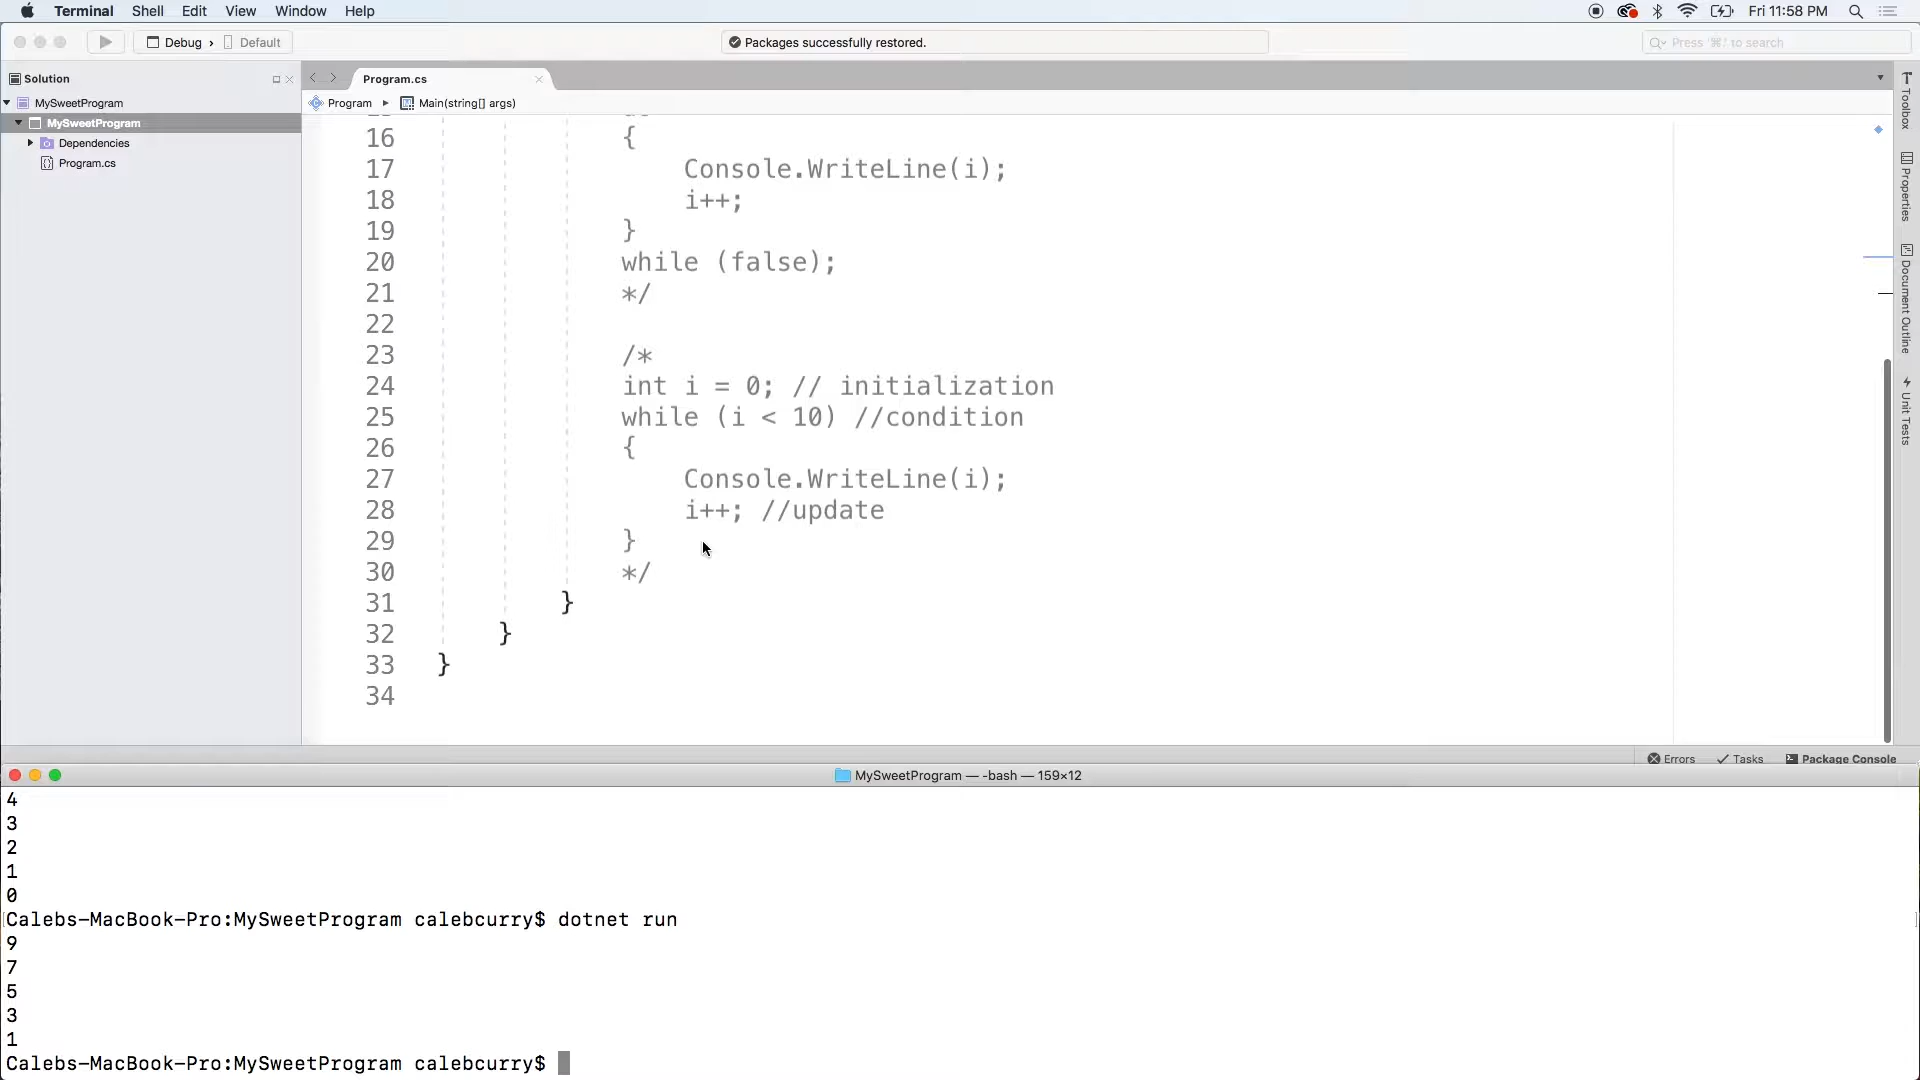 Terminal Shell Edit View Window Help Fri 11:58 PM
Debug › Default Packages successfully restored. Press ‘⌘.’ to search
Solution
Program.cs
MySweetProgram
MySweetProgram
Dependencies
Program.cs
Program ▸ Main(string[] args)
16 {
17 Console.WriteLine(i);
18 i++;
19 }
20 while (false);
21 */
22
23 /*
24 int i = 0; // initialization
25 while (i < 10) //condition
26 {
27 Console.WriteLine(i);
28 i++; //update
29 }
30 */
31 }
32 }
33 }
34
Toolbox
Properties
Document Outline
Unit Tests
Errors Tasks Package Console
MySweetProgram — -bash — 159×12
4
3
2
1
0
Calebs-MacBook-Pro:MySweetProgram calebcurry$ dotnet run
9
7
5
3
1
Calebs-MacBook-Pro:MySweetProgram calebcurry$